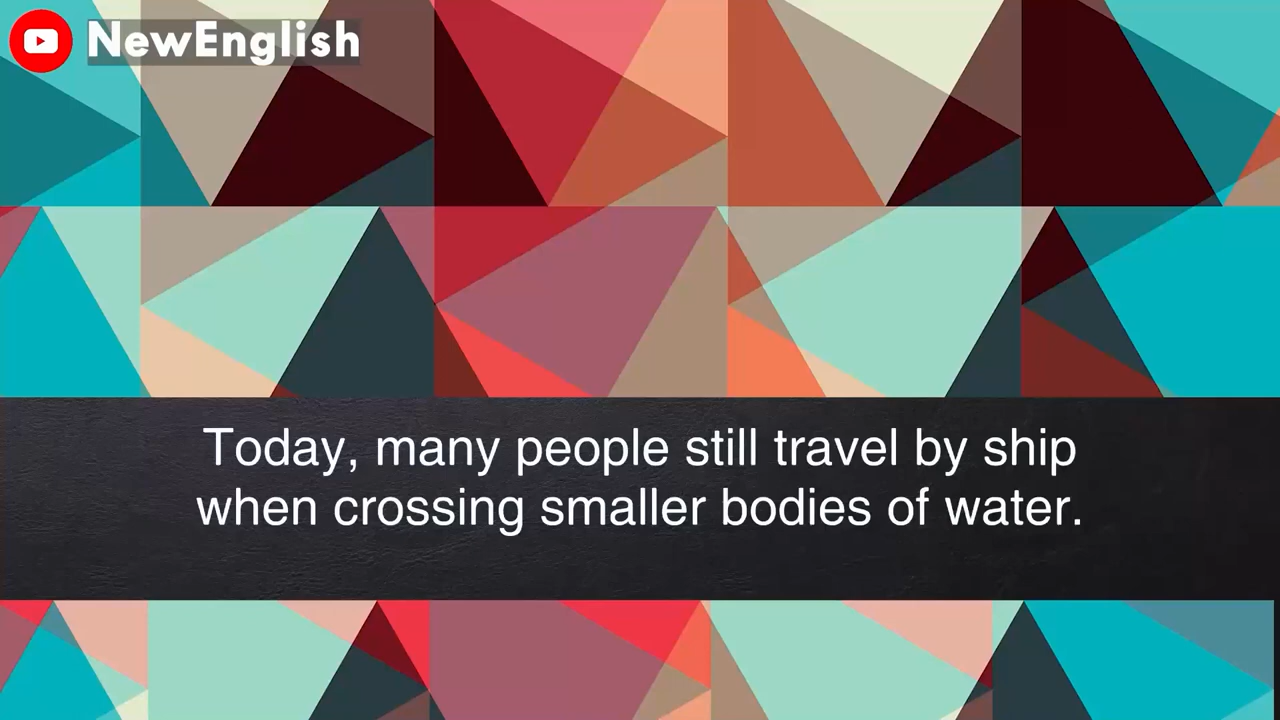 NewEnglish
Today, many people still travel by ship
when crossing smaller bodies of water.